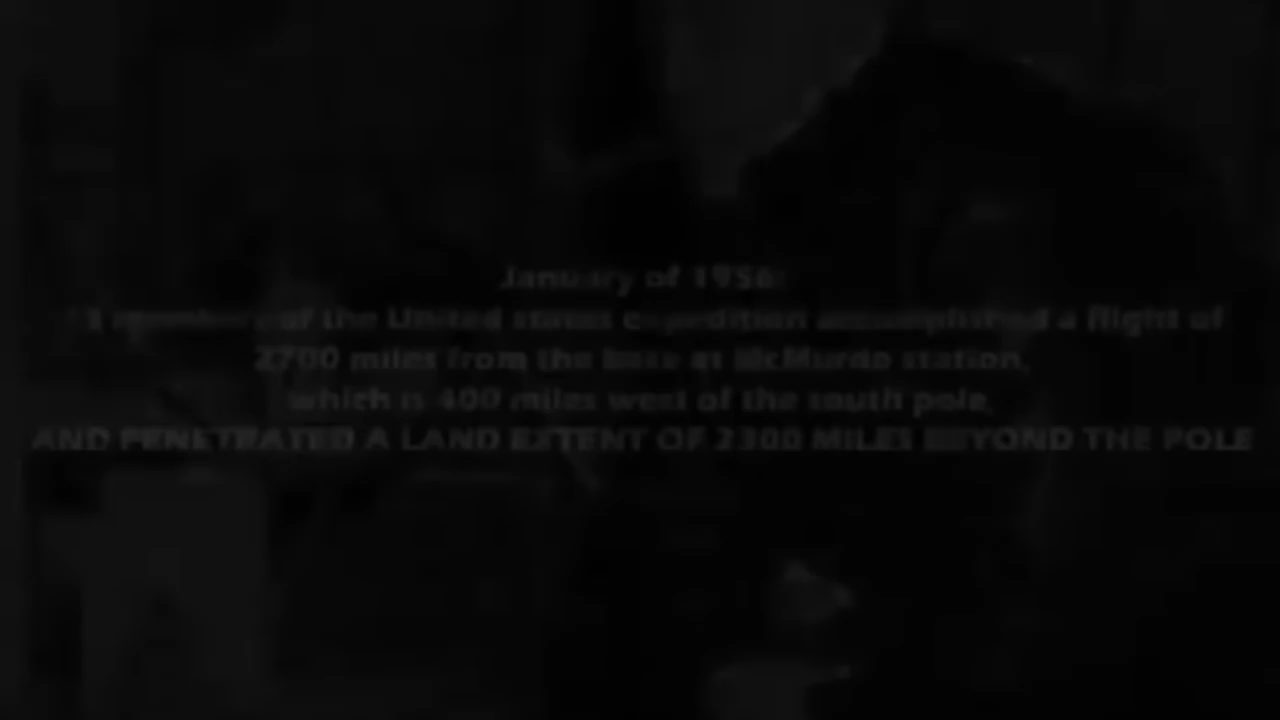 January of 1956:
members of the United states expedition accomplished a flight of
2700 miles from the base at McMurdo station,
which is 400 miles west of the south pole,
AND PENETRATED A LAND EXTENT OF 2300 MILES BEYOND THE POLE